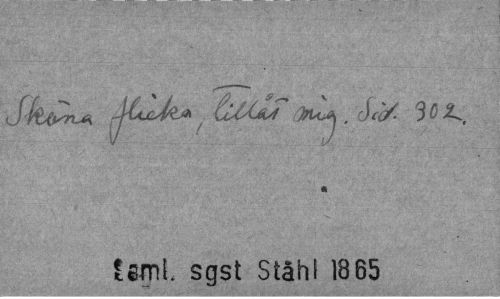 Sköna flicka, tillåt mig. Sid. 302.
Saml. sgst Ståhl 1865